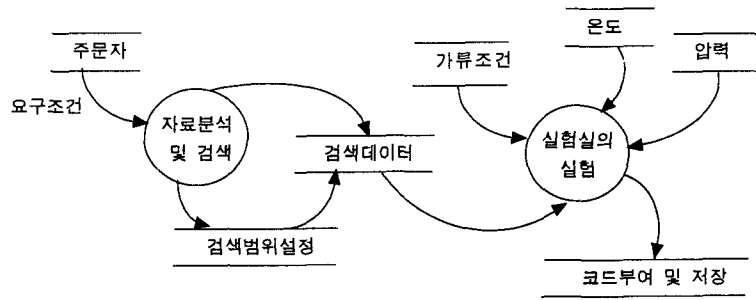 주문자
요구조건
자료분석
및 검색
검색데이터
검색범위설정
가류조건
온도
압력
실험실의
실험
코드부여 및 저장